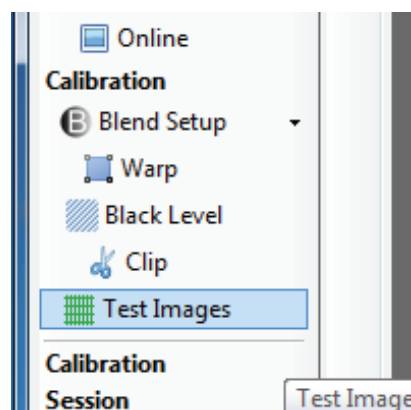 Online
Calibration
Blend Setup
Warp
Black Level
Clip
Test Images
Calibration
Session
Test Image